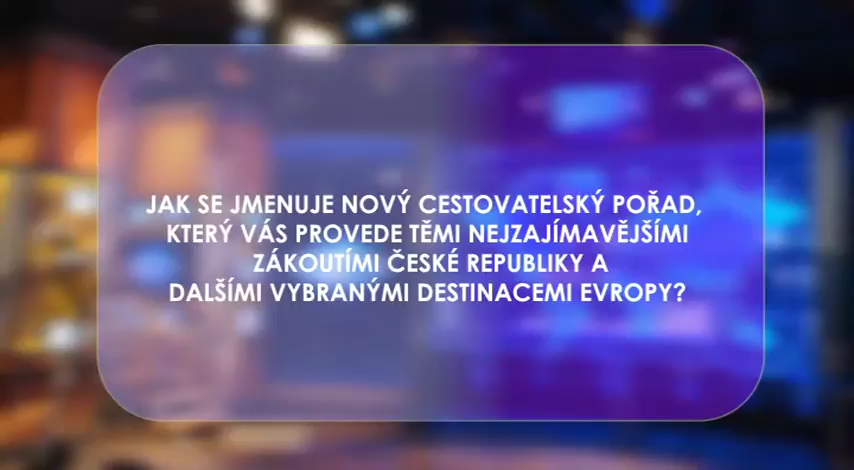 JAK SE JMENUJE NOVÝ CESTOVATELSKÝ POŘAD,
KTERÝ VÁS PROVEDE TĚMI NEJZAJÍMAVĚJŠÍMI
ZÁKOUTÍMI ČESKÉ REPUBLIKY A
DALŠÍMI VYBRANÝMI DESTINACEMI EVROPY?